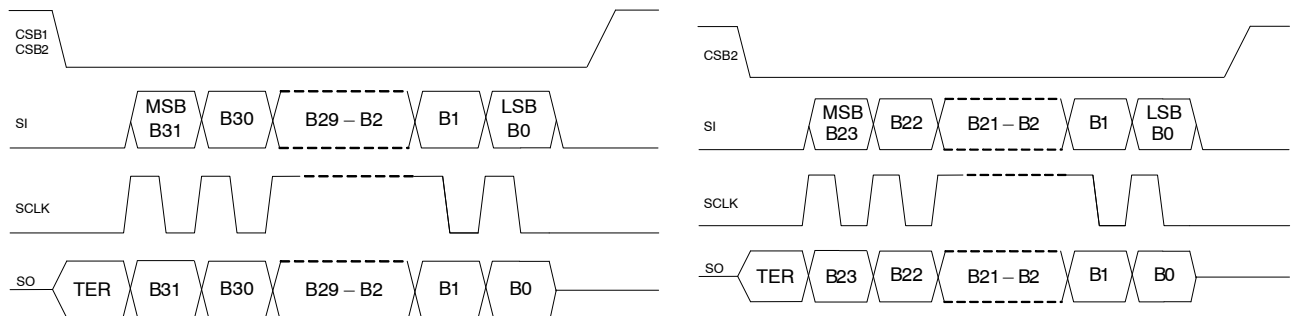 CSB1
CSB2
SI
MSB
B31
B30
B29 – B2
B1
LSB
B0
SCLK
SO
TER
B31
B30
B29 – B2
B1
B0
CSB2
SI
MSB
B23
B22
B21 – B2
B1
LSB
B0
SCLK
SO
TER
B23
B22
B21 – B2
B1
B0